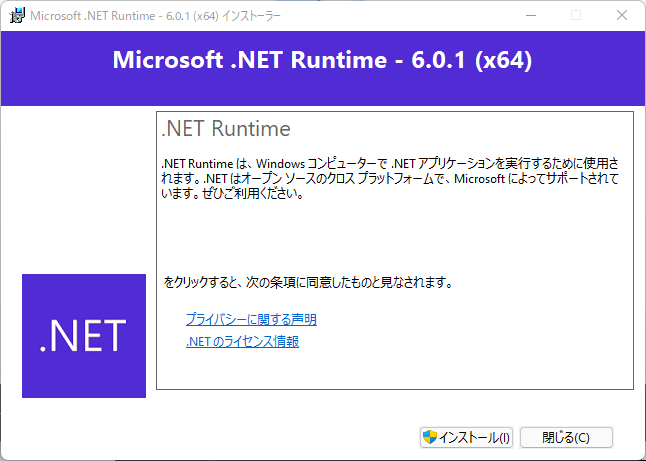 Microsoft .NET Runtime - 6.0.1 (x64) インストーラー
Microsoft .NET Runtime - 6.0.1 (x64)
.NET Runtime
.NET Runtime は、Windows コンピューターで .NET アプリケーションを実行するために使用さ
れます。.NET はオープン ソースのクロス プラットフォームで、Microsoft によってサポートされて
います。ぜひご利用ください。
をクリックすると、次の条項に同意したものと見なされます。
プライバシーに関する声明
.NET のライセンス情報
.NET
インストール(I)
閉じる(C)